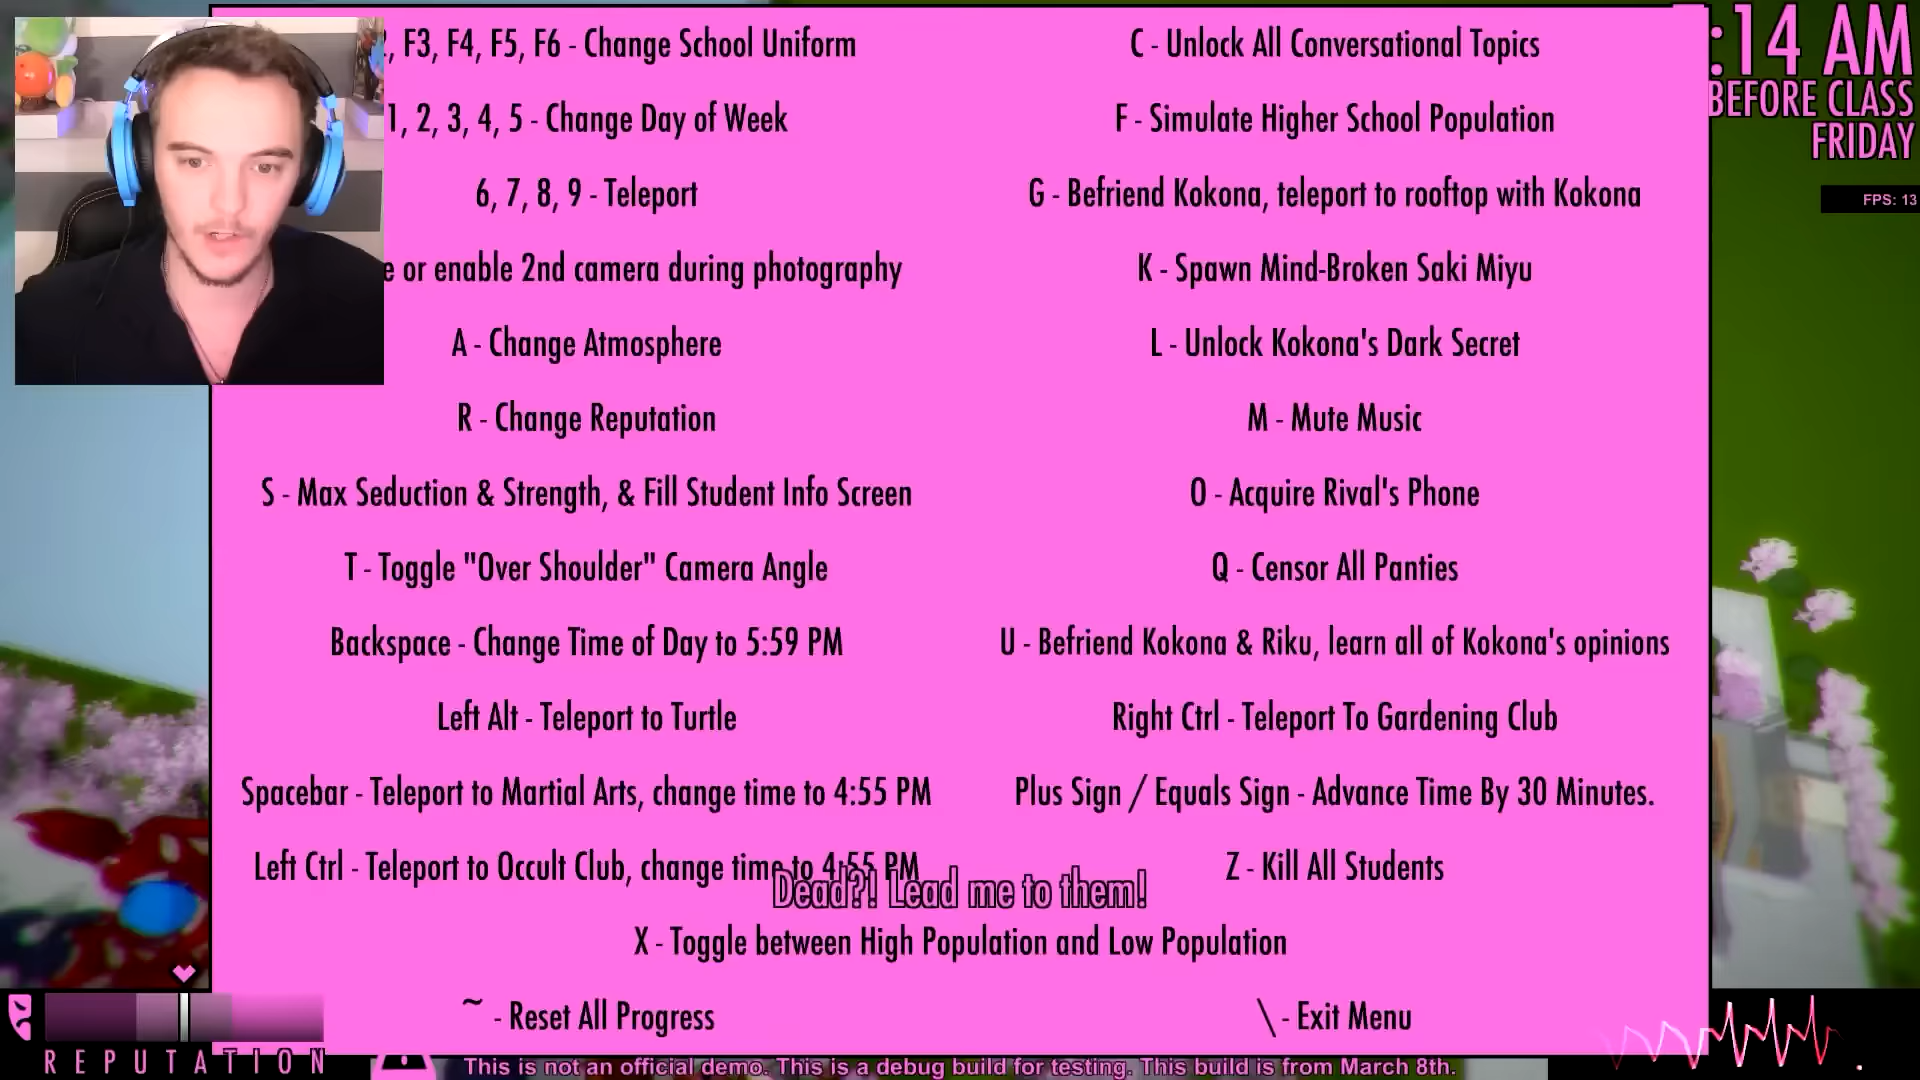 , F3, F4, F5, F6 - Change School Uniform
1, 2, 3, 4, 5 - Change Day of Week
6, 7, 8, 9 - Teleport
or enable 2nd camera during photography
A - Change Atmosphere
R - Change Reputation
S - Max Seduction & Strength, & Fill Student Info Screen
T - Toggle "Over Shoulder" Camera Angle
Backspace - Change Time of Day to 5:59 PM
Left Alt - Teleport to Turtle
Spacebar - Teleport to Martial Arts, change time to 4:55 PM
Left Ctrl - Teleport to Occult Club, change time to 4:55 PM
C - Unlock All Conversational Topics
F - Simulate Higher School Population
G - Befriend Kokona, teleport to rooftop with Kokona
K - Spawn Mind-Broken Saki Miyu
L - Unlock Kokona's Dark Secret
M - Mute Music
O - Acquire Rival's Phone
Q - Censor All Panties
U - Befriend Kokona & Riku, learn all of Kokona's opinions
Right Ctrl - Teleport To Gardening Club
Plus Sign / Equals Sign - Advance Time By 30 Minutes.
Z - Kill All Students
Dead?! Lead me to them!
X - Toggle between High Population and Low Population
~ - Reset All Progress
\ - Exit Menu
:14 AM
BEFORE CLASS
FRIDAY
FPS: 13
REPUTATION
This is not an official demo. This is a debug build for testing. This build is from March 8th.